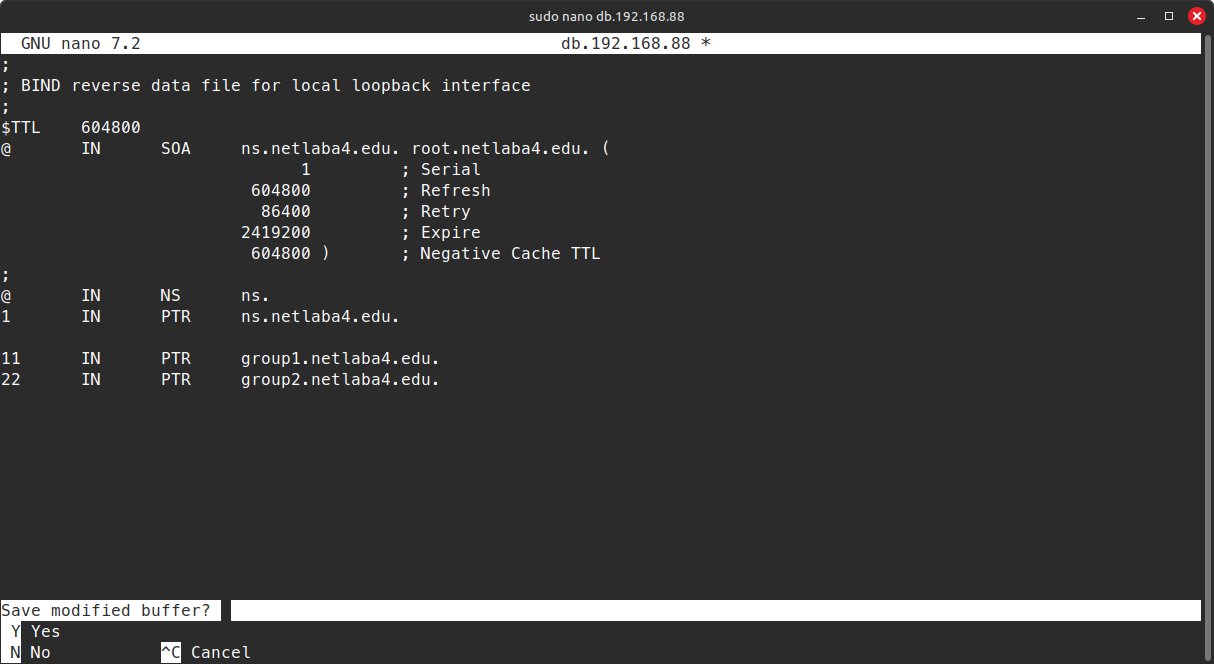 sudo nano db.192.168.88
GNU nano 7.2 db.192.168.88 *
;
; BIND reverse data file for local loopback interface
;
$TTL 604800
@ IN SOA ns.netlaba4.edu. root.netlaba4.edu. (
1 ; Serial
604800 ; Refresh
86400 ; Retry
2419200 ; Expire
604800 ) ; Negative Cache TTL
;
@ IN NS ns.
1 IN PTR ns.netlaba4.edu.
11 IN PTR group1.netlaba4.edu.
22 IN PTR group2.netlaba4.edu.
Save modified buffer?
Y Yes
N No ^C Cancel